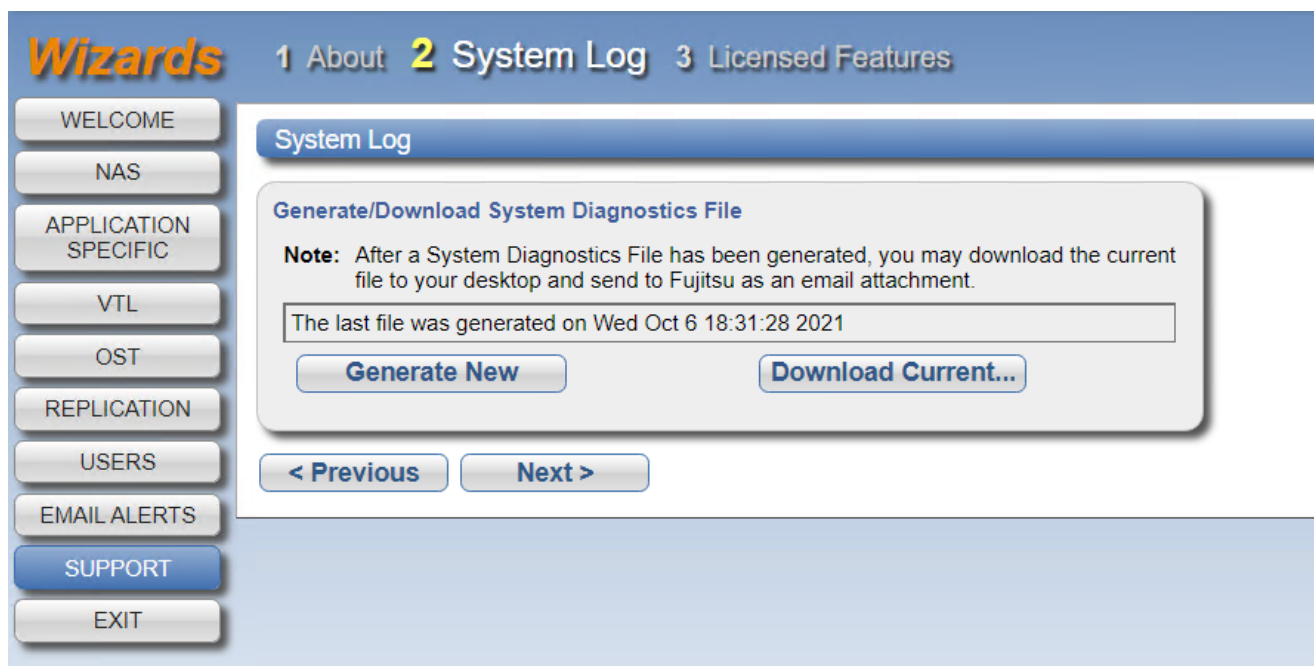 Wizards
1 About 2 System Log 3 Licensed Features
WELCOME
NAS
APPLICATION
SPECIFIC
VTL
OST
REPLICATION
USERS
EMAIL ALERTS
SUPPORT
EXIT
System Log
Generate/Download System Diagnostics File
Note: After a System Diagnostics File has been generated, you may download the current
file to your desktop and send to Fujitsu as an email attachment.
The last file was generated on Wed Oct 6 18:31:28 2021
Generate New Download Current...
< Previous Next >